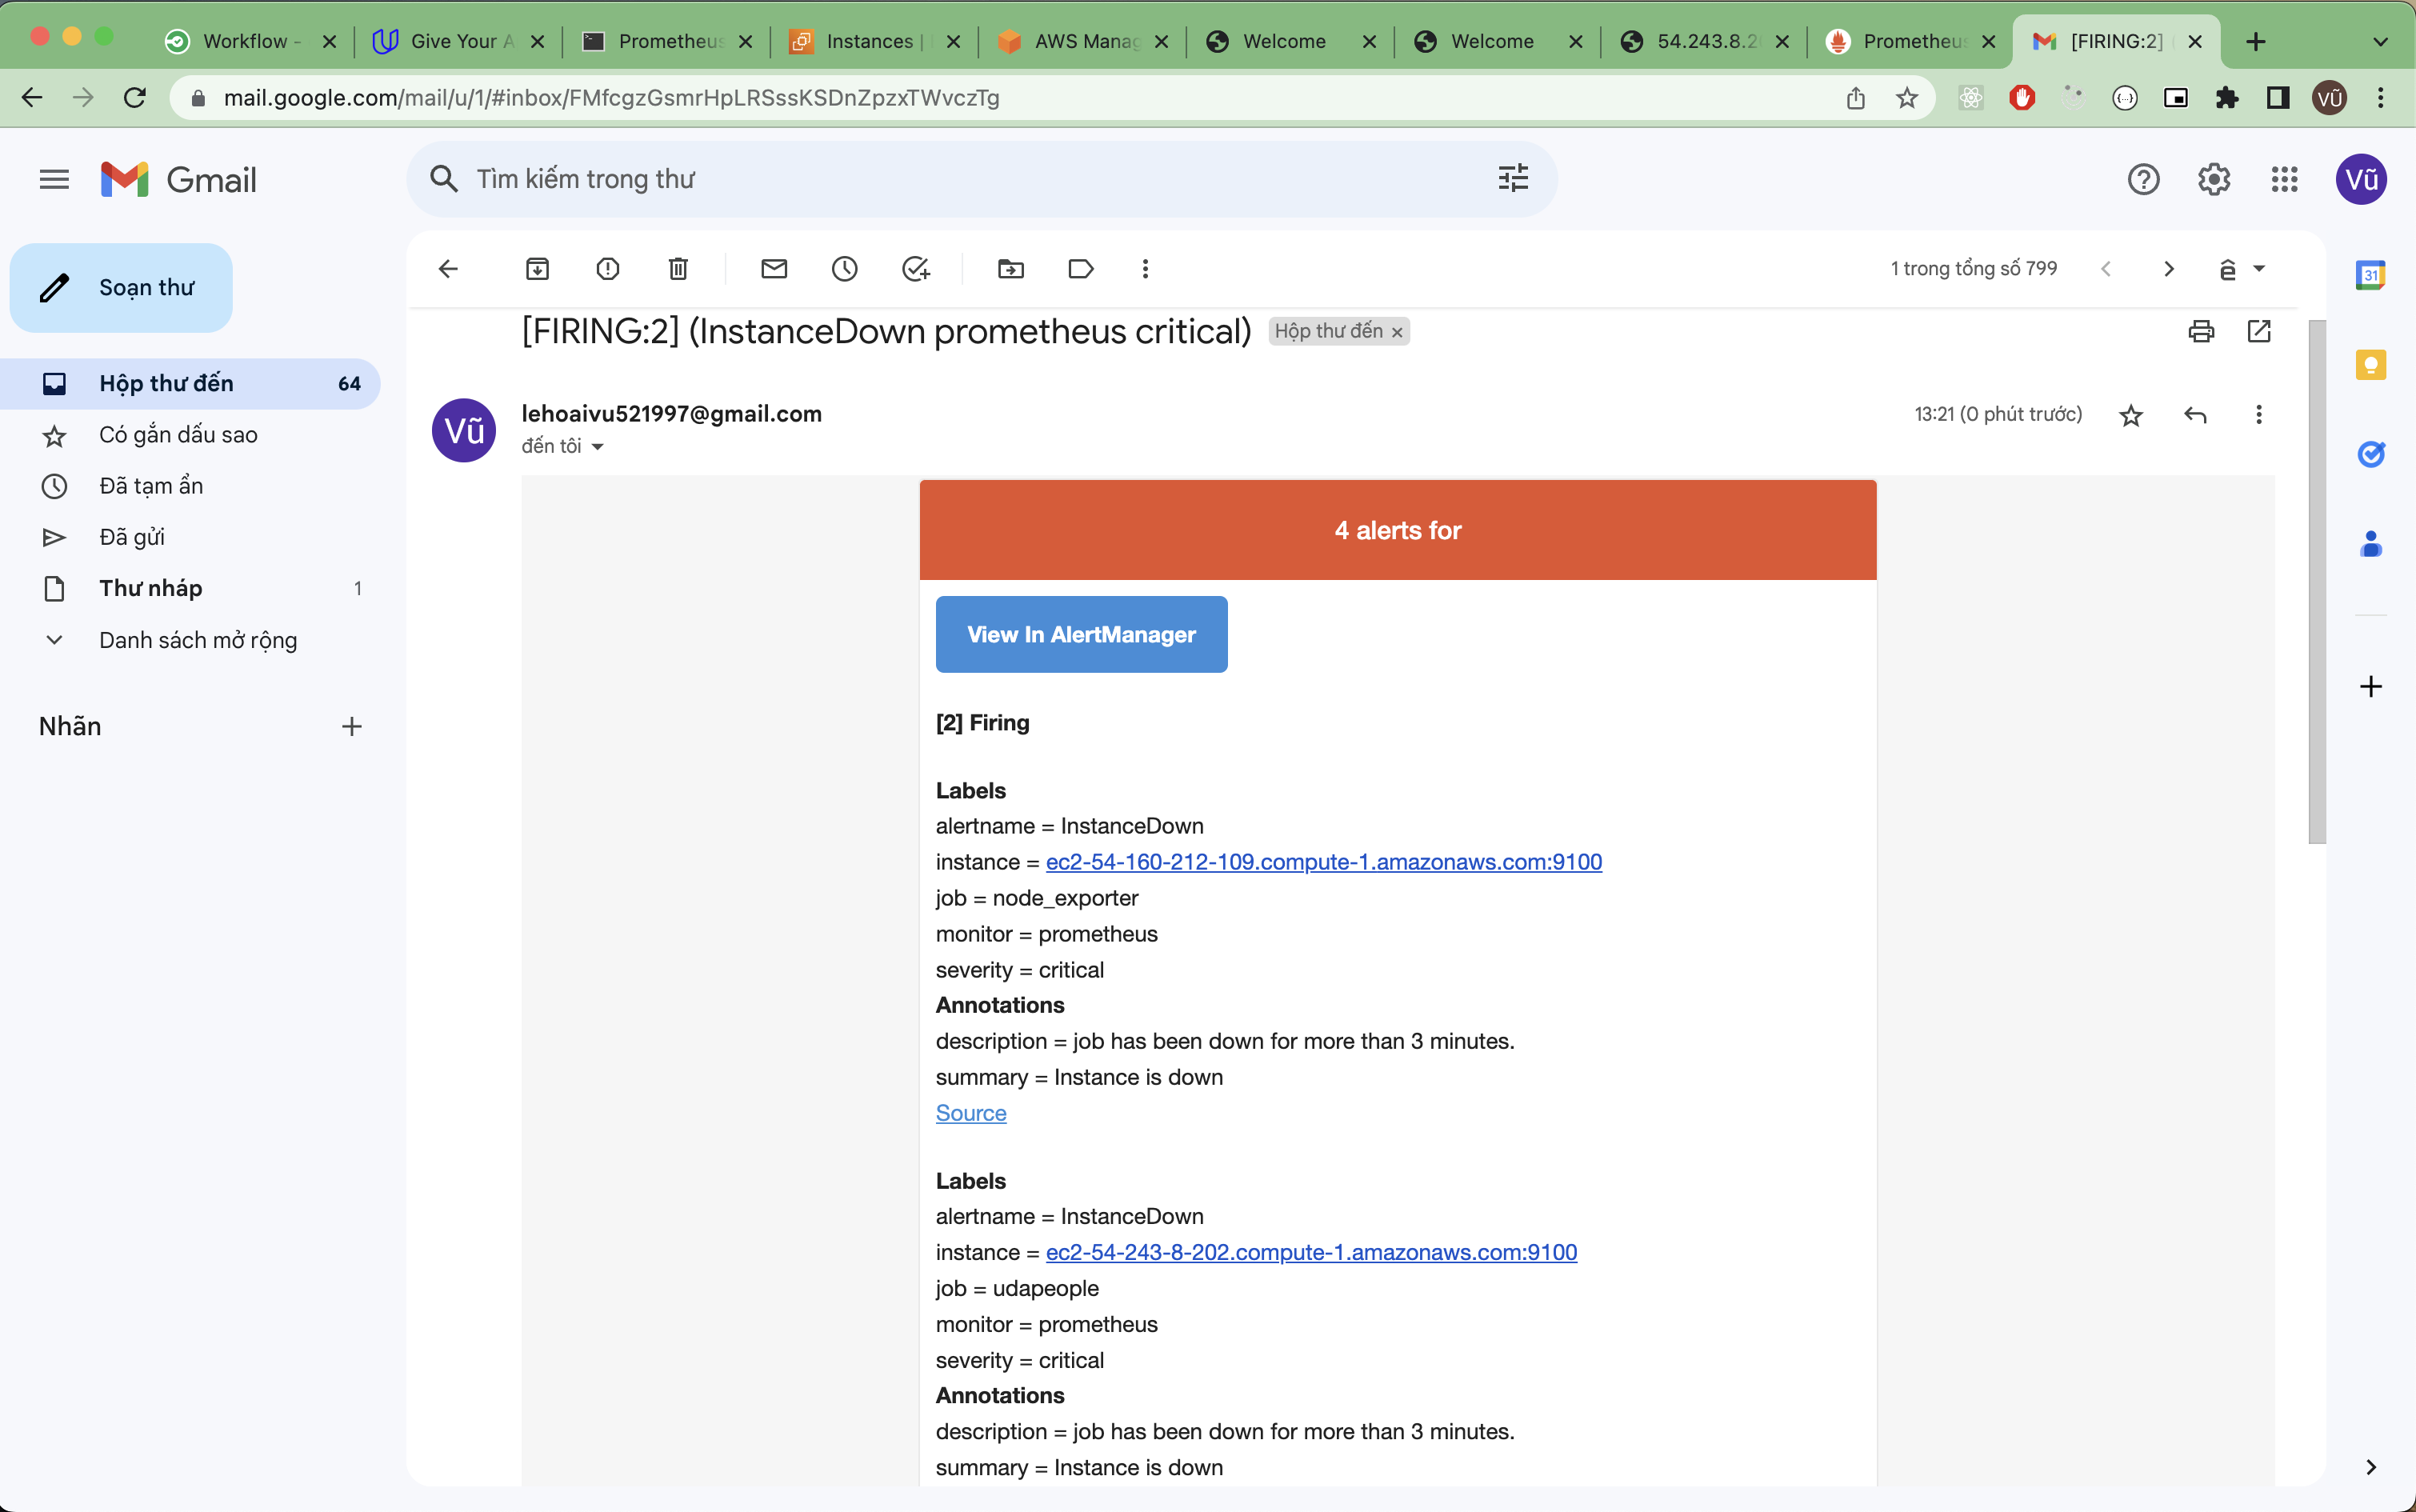 Workflow -
Give Your A
Prometheus
Instances |
AWS Manag
Welcome
Welcome
54.243.8.20
Prometheus
[FIRING:2]
mail.google.com/mail/u/1/#inbox/FMfcgzGsmrHpLRSssKSDnZpzxTWvczTg
VŨ
Gmail
Tìm kiếm trong thư
Vũ
Soạn thư
1 trong tổng số 799
ê
31
[FIRING:2] (InstanceDown prometheus critical)
Hộp thư đến
Hộp thư đến 64
Có gắn dấu sao
Đã tạm ẩn
Đã gửi
Thư nháp 1
Danh sách mở rộng
Nhãn
Vũ
lehoaivu521997@gmail.com
13:21 (0 phút trước)
đến tôi
4 alerts for
View In AlertManager
[2] Firing
Labels
alertname = InstanceDown
instance = ec2-54-160-212-109.compute-1.amazonaws.com:9100
job = node_exporter
monitor = prometheus
severity = critical
Annotations
description = job has been down for more than 3 minutes.
summary = Instance is down
Source
Labels
alertname = InstanceDown
instance = ec2-54-243-8-202.compute-1.amazonaws.com:9100
job = udapeople
monitor = prometheus
severity = critical
Annotations
description = job has been down for more than 3 minutes.
summary = Instance is down